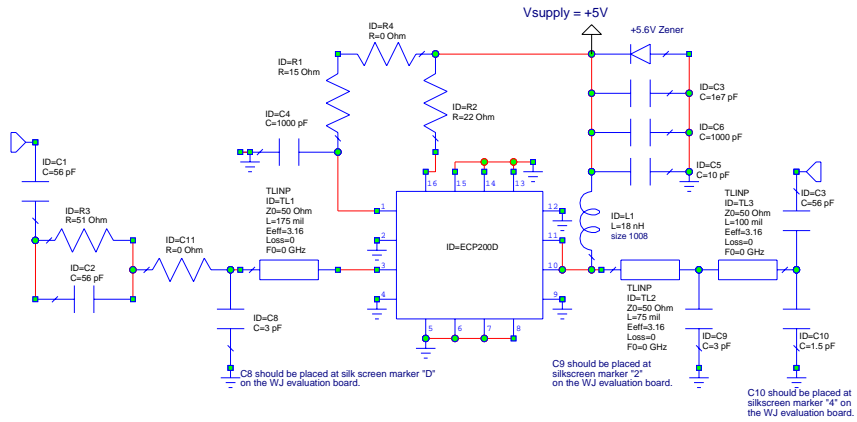 Vsupply = +5V
ID=R4
R=0 Ohm
+5.6V Zener
ID=R1
R=15 Ohm
ID=C3
C=1e7 pF
ID=C4
C=1000 pF
ID=R2
R=22 Ohm
ID=C6
C=1000 pF
ID=C1
C=56 pF
ID=C5
C=10 pF
16
15
14
13
TLINP
ID=TL1
Z0=50 Ohm
L=175 mil
Eeff=3.16
Loss=0
F0=0 GHz
TLINP
ID=TL3
Z0=50 Ohm
L=100 mil
Eeff=3.16
Loss=0
F0=0 GHz
ID=C3
C=56 pF
ID=R3
R=51 Ohm
1
12
ID=L1
L=18 nH
size 1008
ID=C11
R=0 Ohm
2
11
ID=ECP200D
ID=C2
C=56 pF
3
10
4
9
TLINP
ID=TL2
Z0=50 Ohm
L=75 mil
Eeff=3.16
Loss=0
F0=0 GHz
ID=C8
C=3 pF
5
6
7
8
ID=C9
C=3 pF
ID=C10
C=1.5 pF
C8 should be placed at silk screen marker "D"
on the WJ evaluation board.
C9 should be placed at
silkscreen marker "2"
on the WJ evaluation board.
C10 should be placed at
silkscreen marker "4" on
the WJ evaluation board.